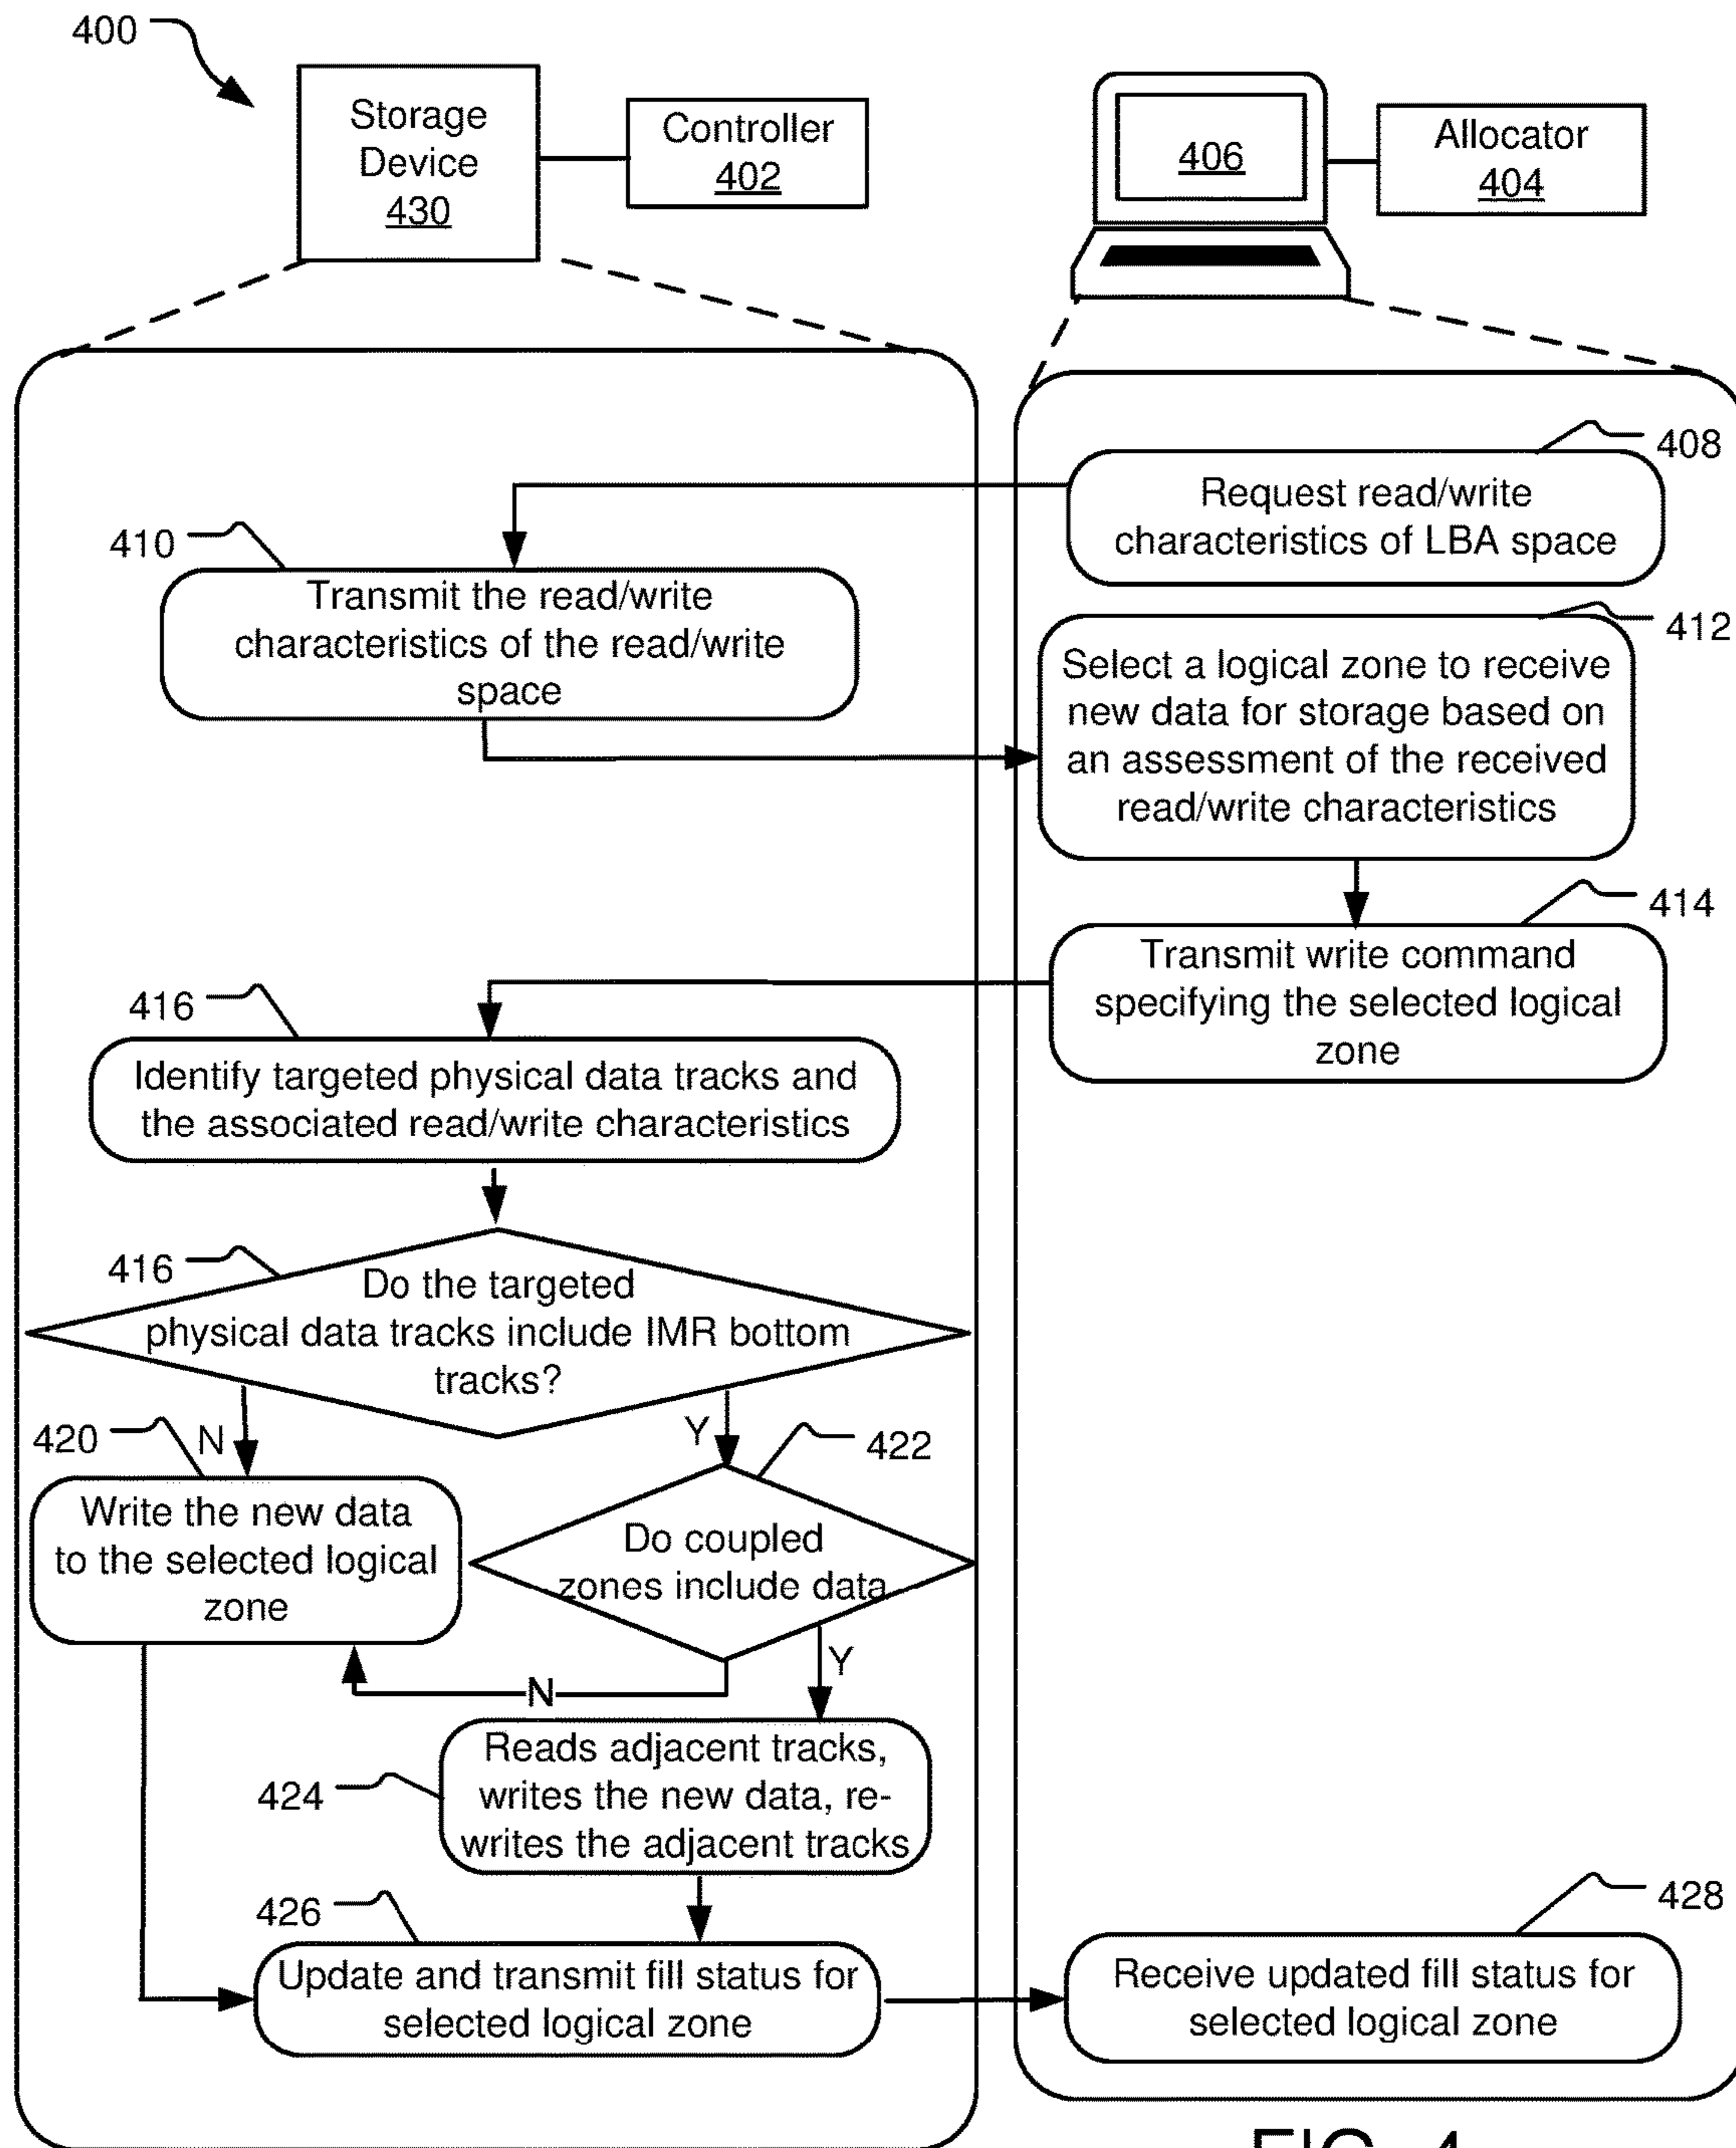 400
Storage
Device
430
Controller
402
406
Allocator
404
408
Request read/write
characteristics of LBA space
410
Transmit the read/write
characteristics of the read/write
space
412
Select a logical zone to receive
new data for storage based on
an assessment of the received
read/write characteristics
414
Transmit write command
specifying the selected logical
zone
416
Identify targeted physical data tracks and
the associated read/write characteristics
416
Do the targeted
physical data tracks include IMR bottom
tracks?
N
Y
420
Write the new data
to the selected logical
zone
422
Do coupled
zones include data
N
Y
424
Reads adjacent tracks,
writes the new data, re-
writes the adjacent tracks
426
Update and transmit fill status for
selected logical zone
428
Receive updated fill status for
selected logical zone
FIG. 4